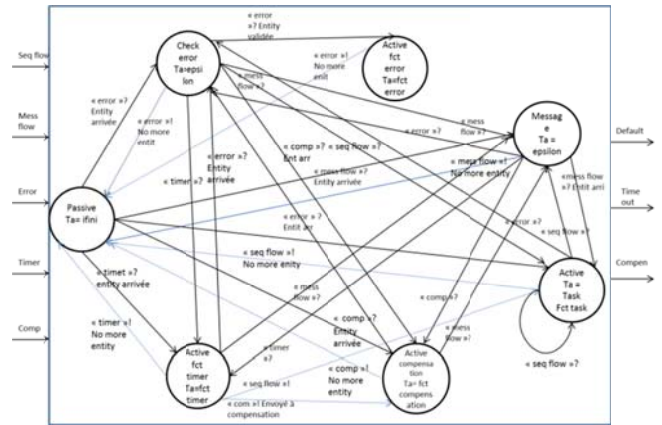 « error »
»? Entity
validée
Check
error
Ta>epsi
lon
« error »!
No more
enit
Active
fct
error
Ta=fct
error
Seq flow
« mess
flow »?
« error »?
Entity
arrivée
« error »!
No more
entit
Messag
e
Ta =
epsilon
Mess
flow
« error »?
« mess
flow »?
Default
« error »?
Entity
arrivée
« comp »? « seq flow »?
Ent arr
« mess flow »!
No more entity
« timer »?
« mess flow »?
Entity arrivée
«mess flow
»? Entit arri
Error
Time
out
Passive
Ta= ifini
« error » ?
Entit arr
« error »?
« seq flow »?
« seq flow »!
No more enity
Timer
« timet »?
entity arrivée
Active
Ta =
Task
Fct task
Compen
« mess
flow »?
« comp »?
Comp
« timer »!
No more
entity
« comp »?
Entity
arrivée
« mess
flow »?
« timer
»?
Active
fct
timer
Ta=fct
timer
« seq flow »!
« comp »!
No more
entity
Active
compensa
tion
Ta= fct
compens
ation
« seq flow »?
« com »! Envoyé à
compensation